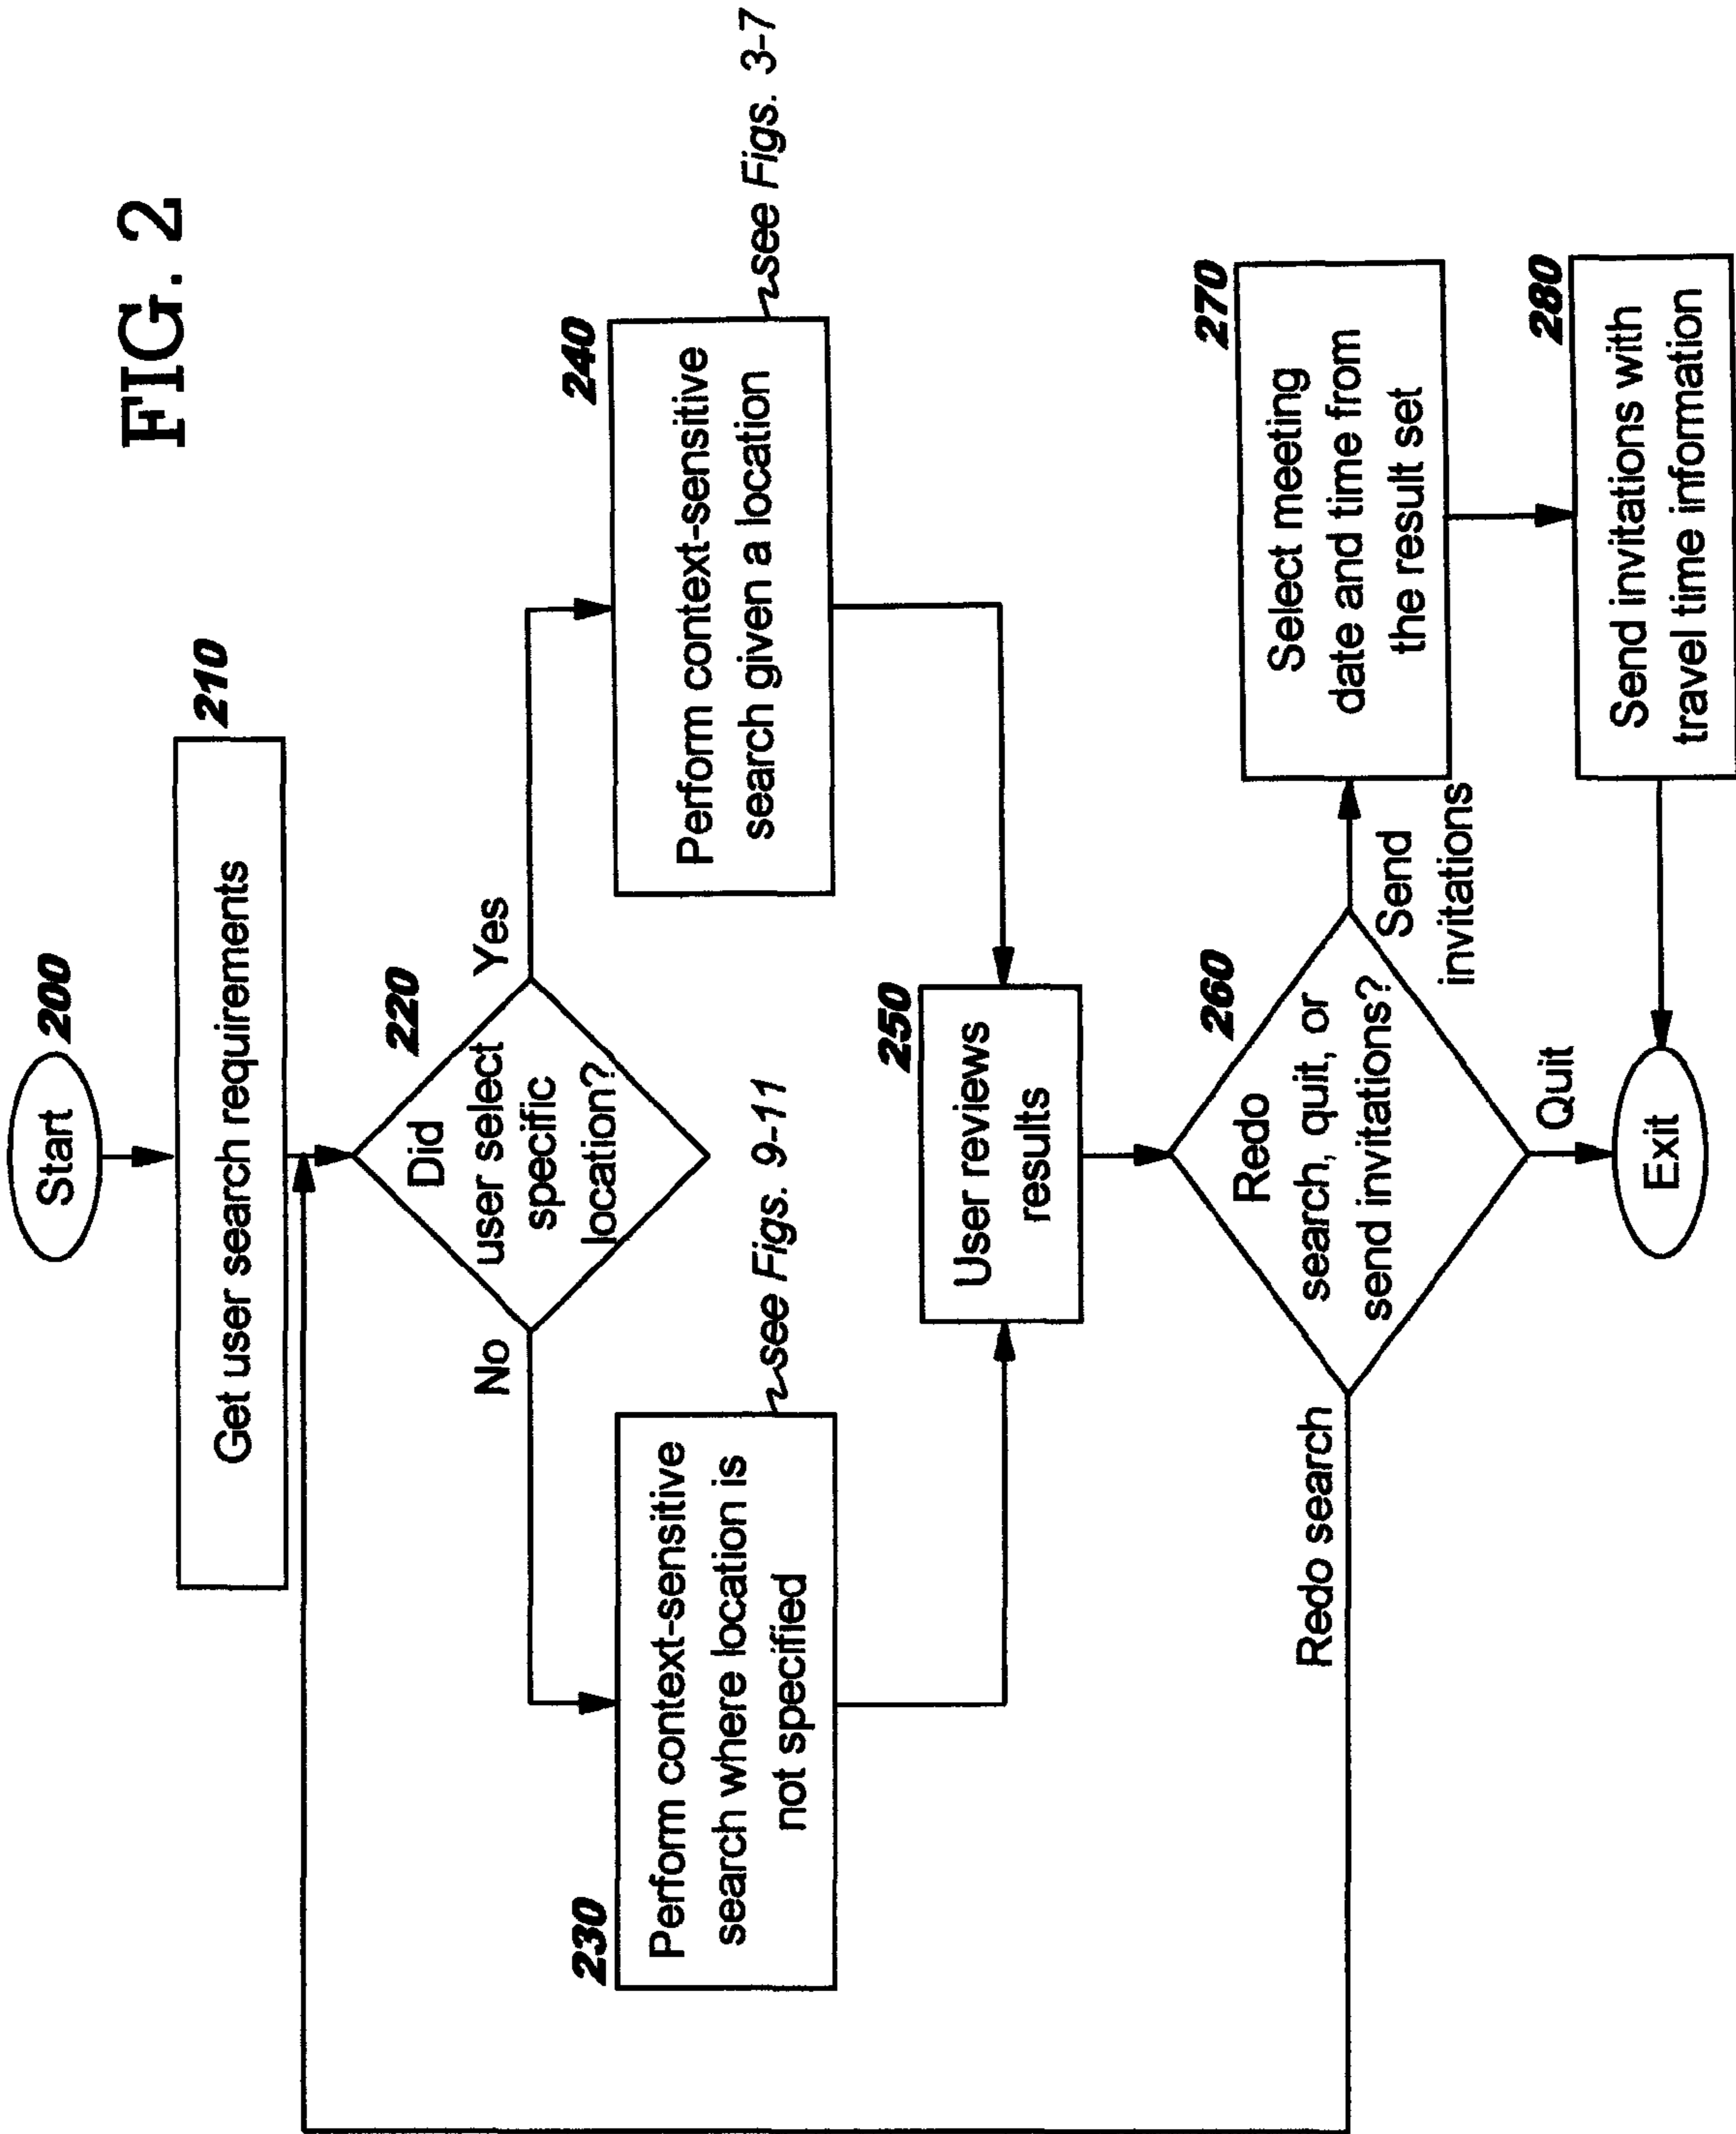 FIG. 2
Start
200
Get user search requirements
210
Did
user select
specific
location?
220
Yes
No
230
Perform context-sensitive
search where location is
not specified
see Figs. 9-11
240
Perform context-sensitive
search given a location
see Figs. 3-7
250
User reviews
results
260
Redo
search, quit, or
send invitations?
Redo search
Quit
Send
invitations
270
Select meeting
date and time from
the result set
280
Send invitations with
travel time information
Exit